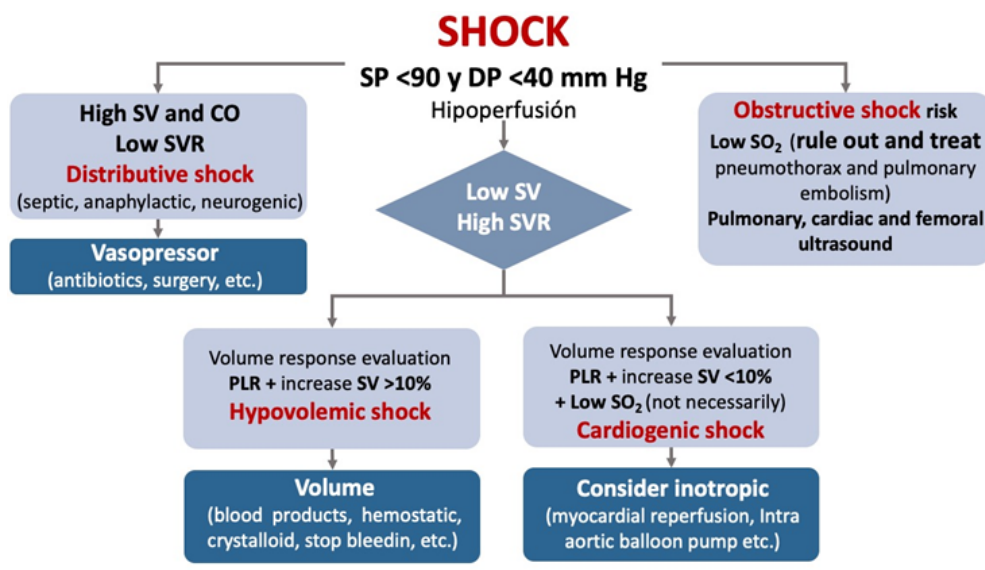 SHOCK
SP <90 y DP <40 mm Hg
Hipoperfusión
High SV and CO
Low SVR
Distributive shock
(septic, anaphylactic, neurogenic)
Vasopressor
(antibiotics, surgery, etc.)
Low SV
High SVR
Obstructive shock risk
Low SO₂ (rule out and treat
pneumothorax and pulmonary
embolism)
Pulmonary, cardiac and femoral
ultrasound
Volume response evaluation
PLR + increase SV >10%
Hypovolemic shock
Volume
(blood products, hemostatic,
crystalloid, stop bleedin, etc.)
Volume response evaluation
PLR + increase SV <10%
+ Low SO₂ (not necessarily)
Cardiogenic shock
Consider inotropic
(myocardial reperfusion, Intra
aortic balloon pump etc.)